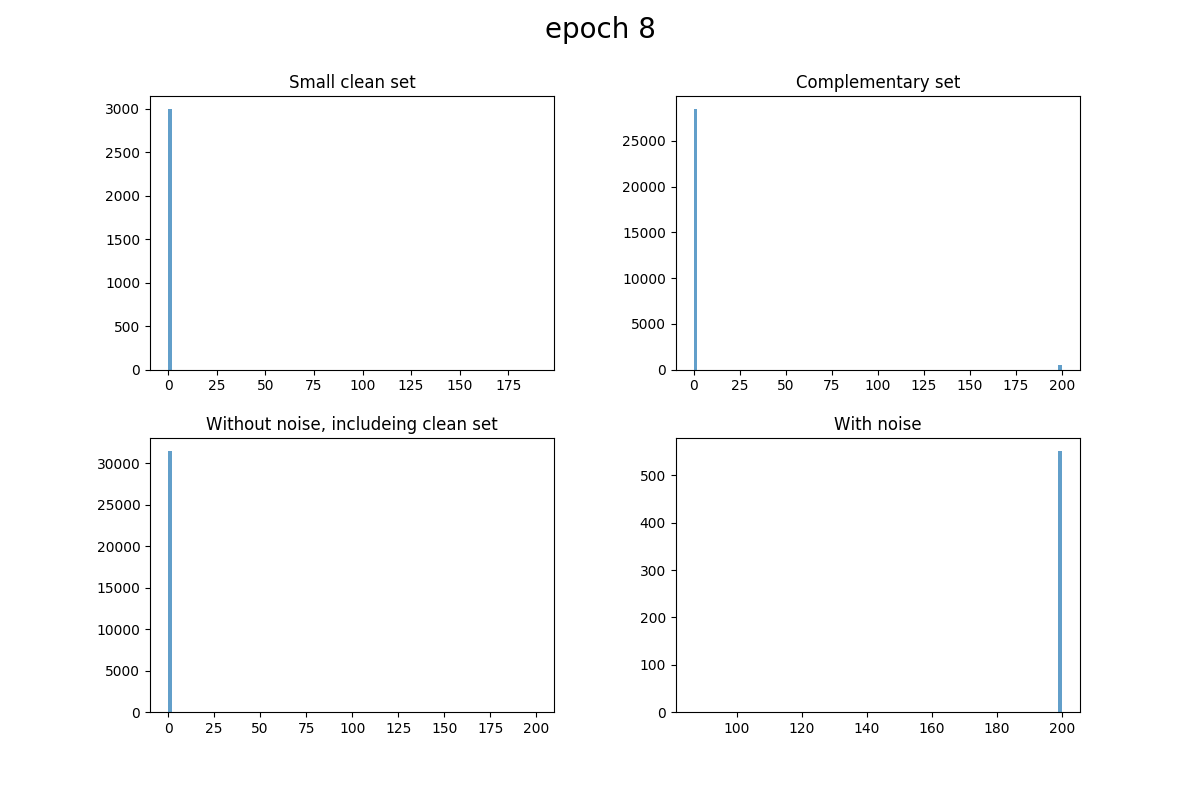 epoch 8
Small clean set
3000
2500
2000
1500
1000
500
0
0 25 50 75 100 125 150 175
Complementary set
25000
20000
15000
10000
5000
0
0 25 50 75 100 125 150 175 200
Without noise, includeing clean set
30000
25000
20000
15000
10000
5000
0
0 25 50 75 100 125 150 175 200
With noise
500
400
300
200
100
0
100 120 140 160 180 200